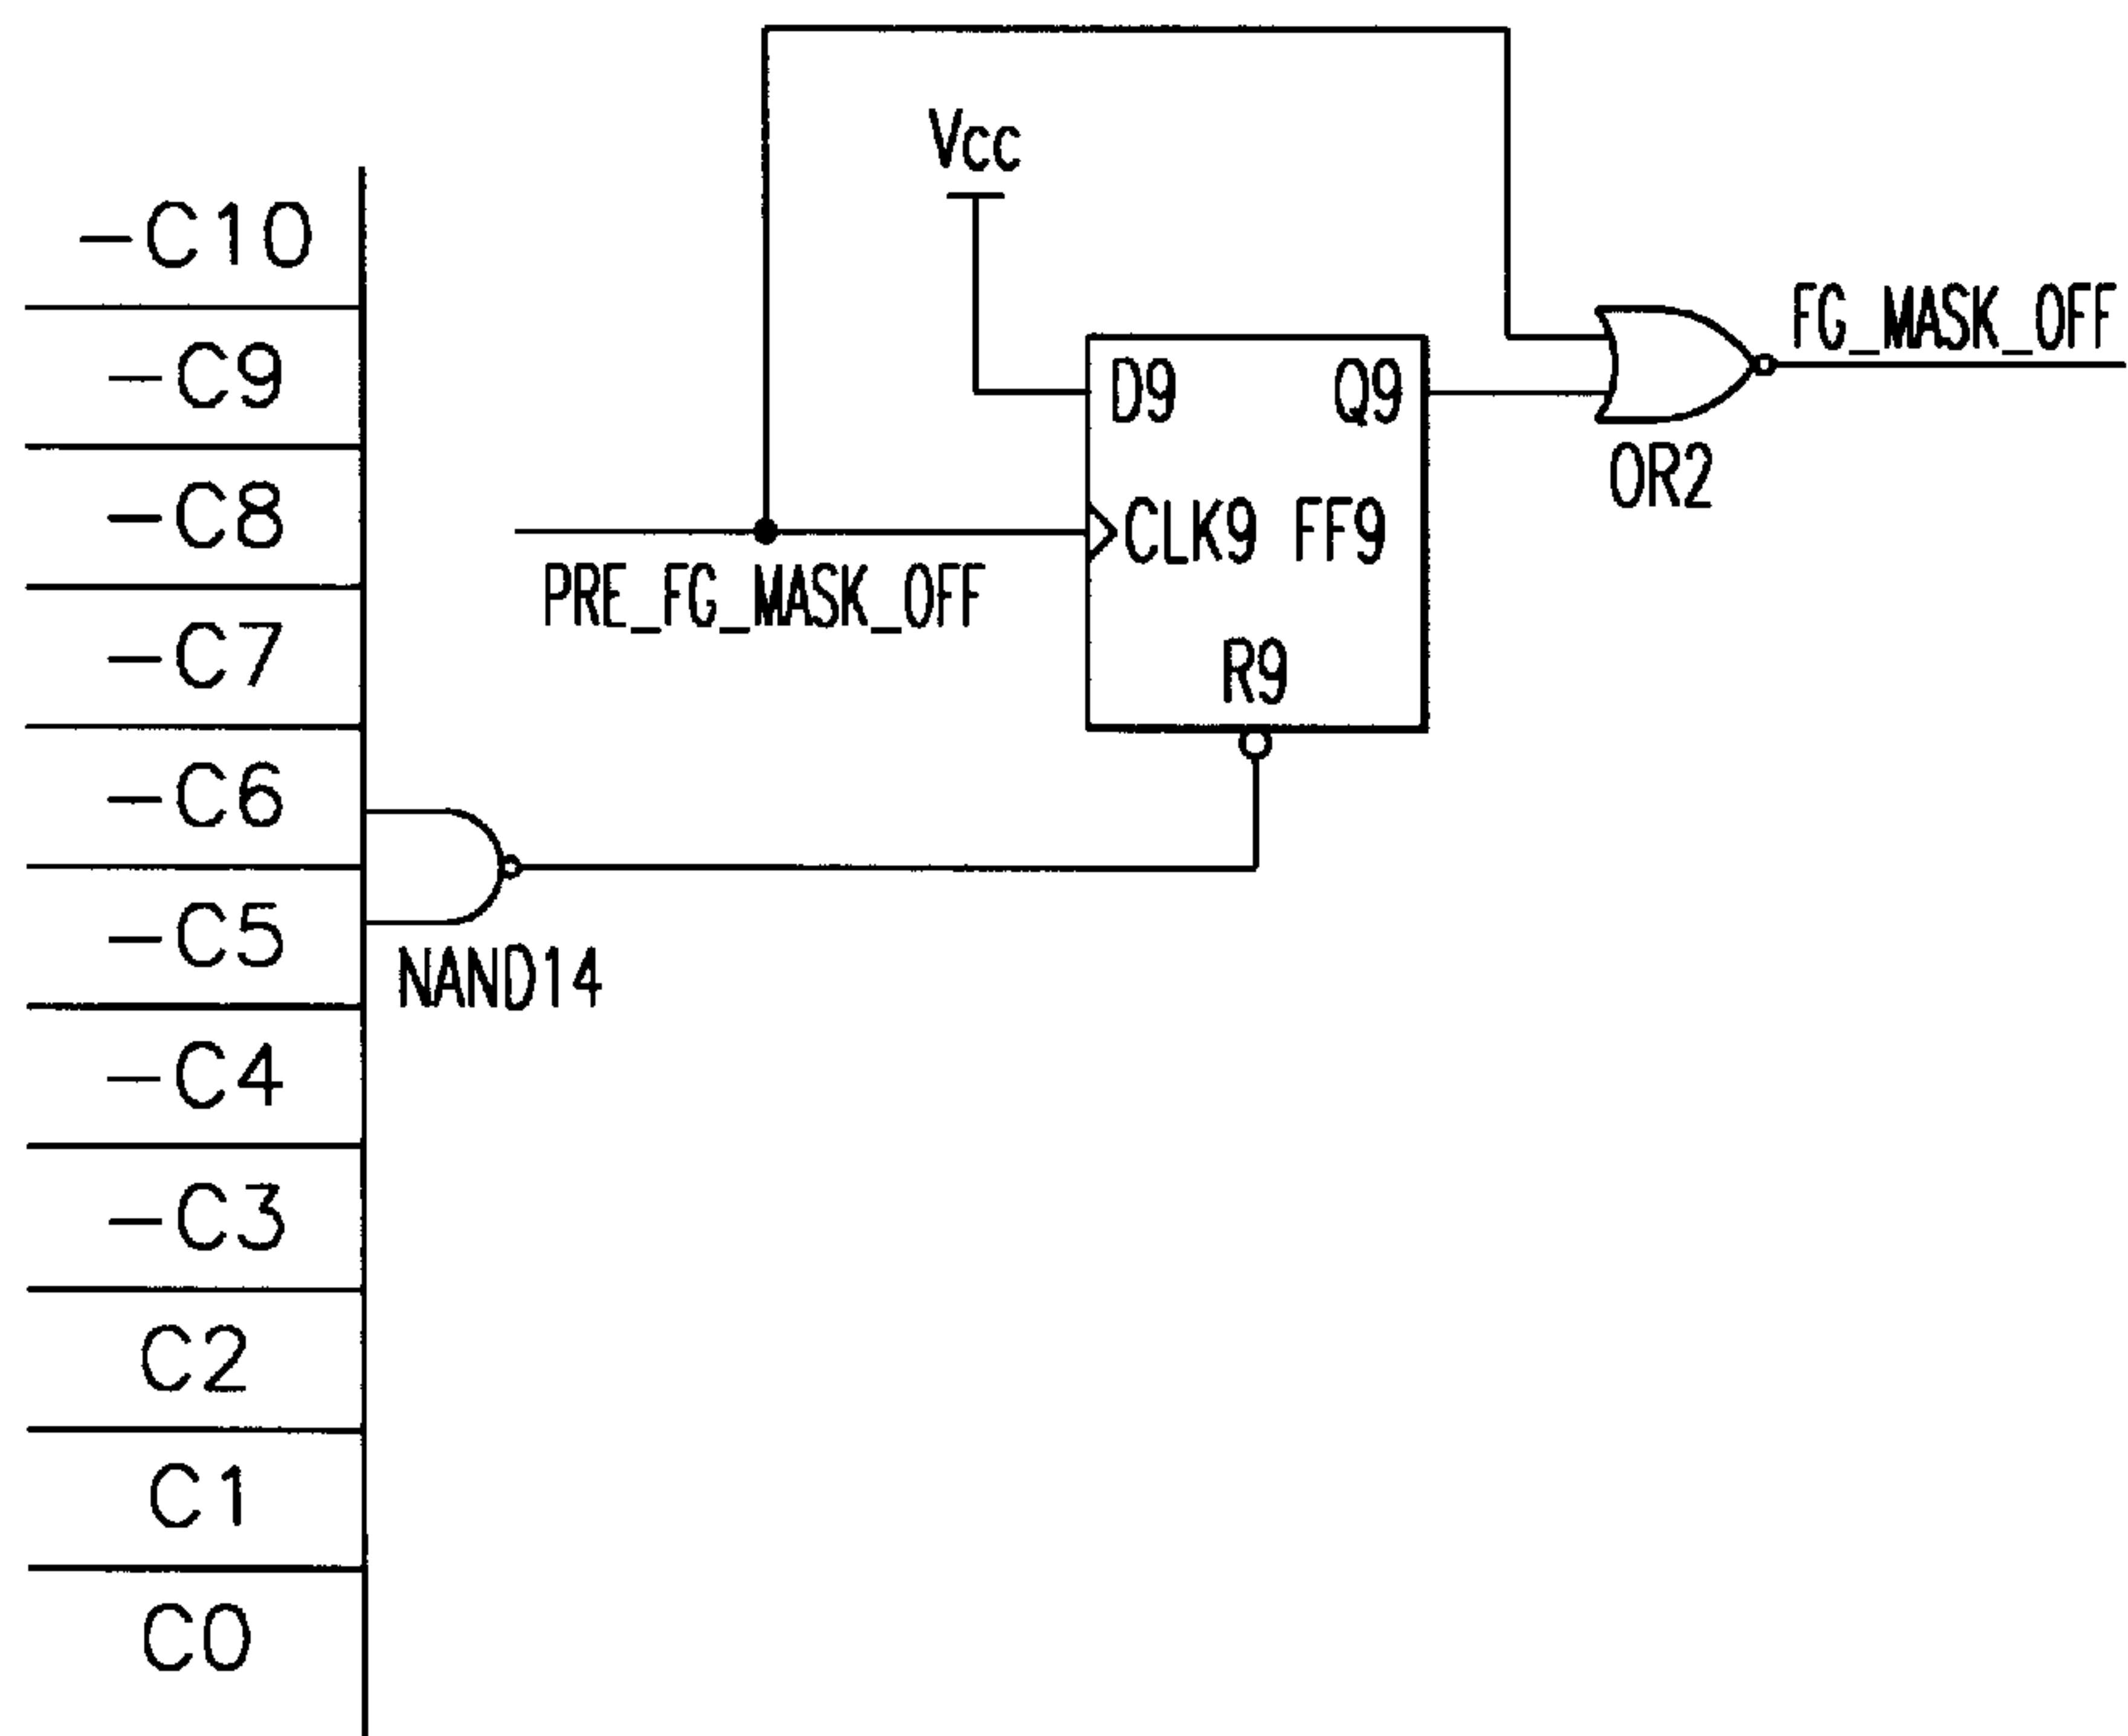 Vcc
-C10
FG_MASK_OFF
-C9
D9 Q9
OR2
-C8
CLK9 FF9
PRE_FG_MASK_OFF
-C7
R9
-C6
-C5
NAND14
-C4
-C3
C2
C1
C0